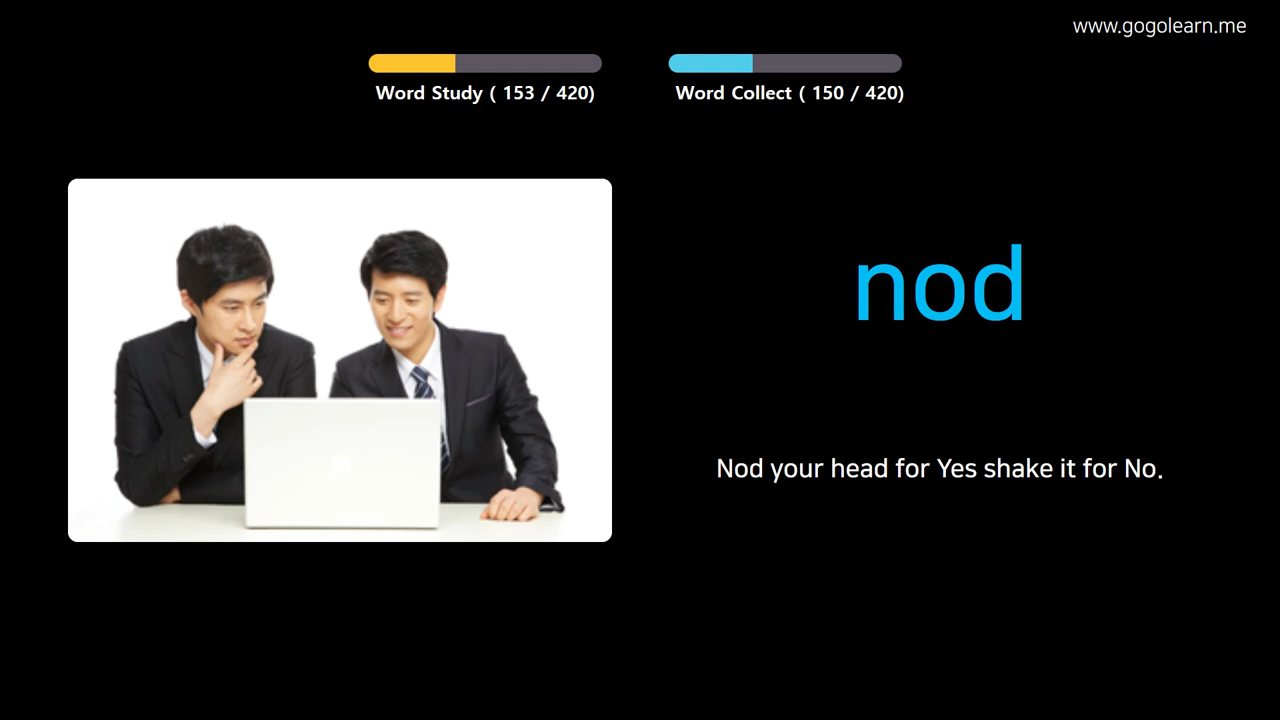 www.gogolearn.me
Word Study ( 153 / 420)
Word Collect ( 150 / 420)
nod
Nod your head for Yes shake it for No.